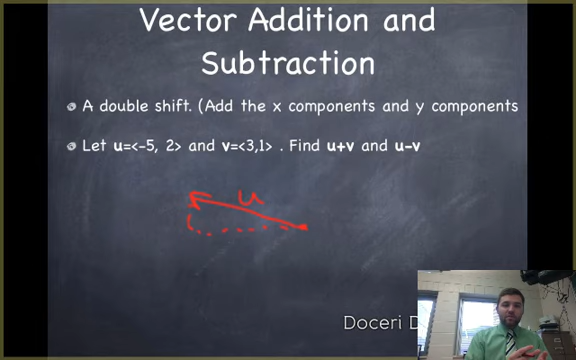 Vector Addition and
Subtraction
A double shift. (Add the x components and y components
Let u=<-5, 2> and v=<3,1> . Find u+v and u-v
u
Doceri D